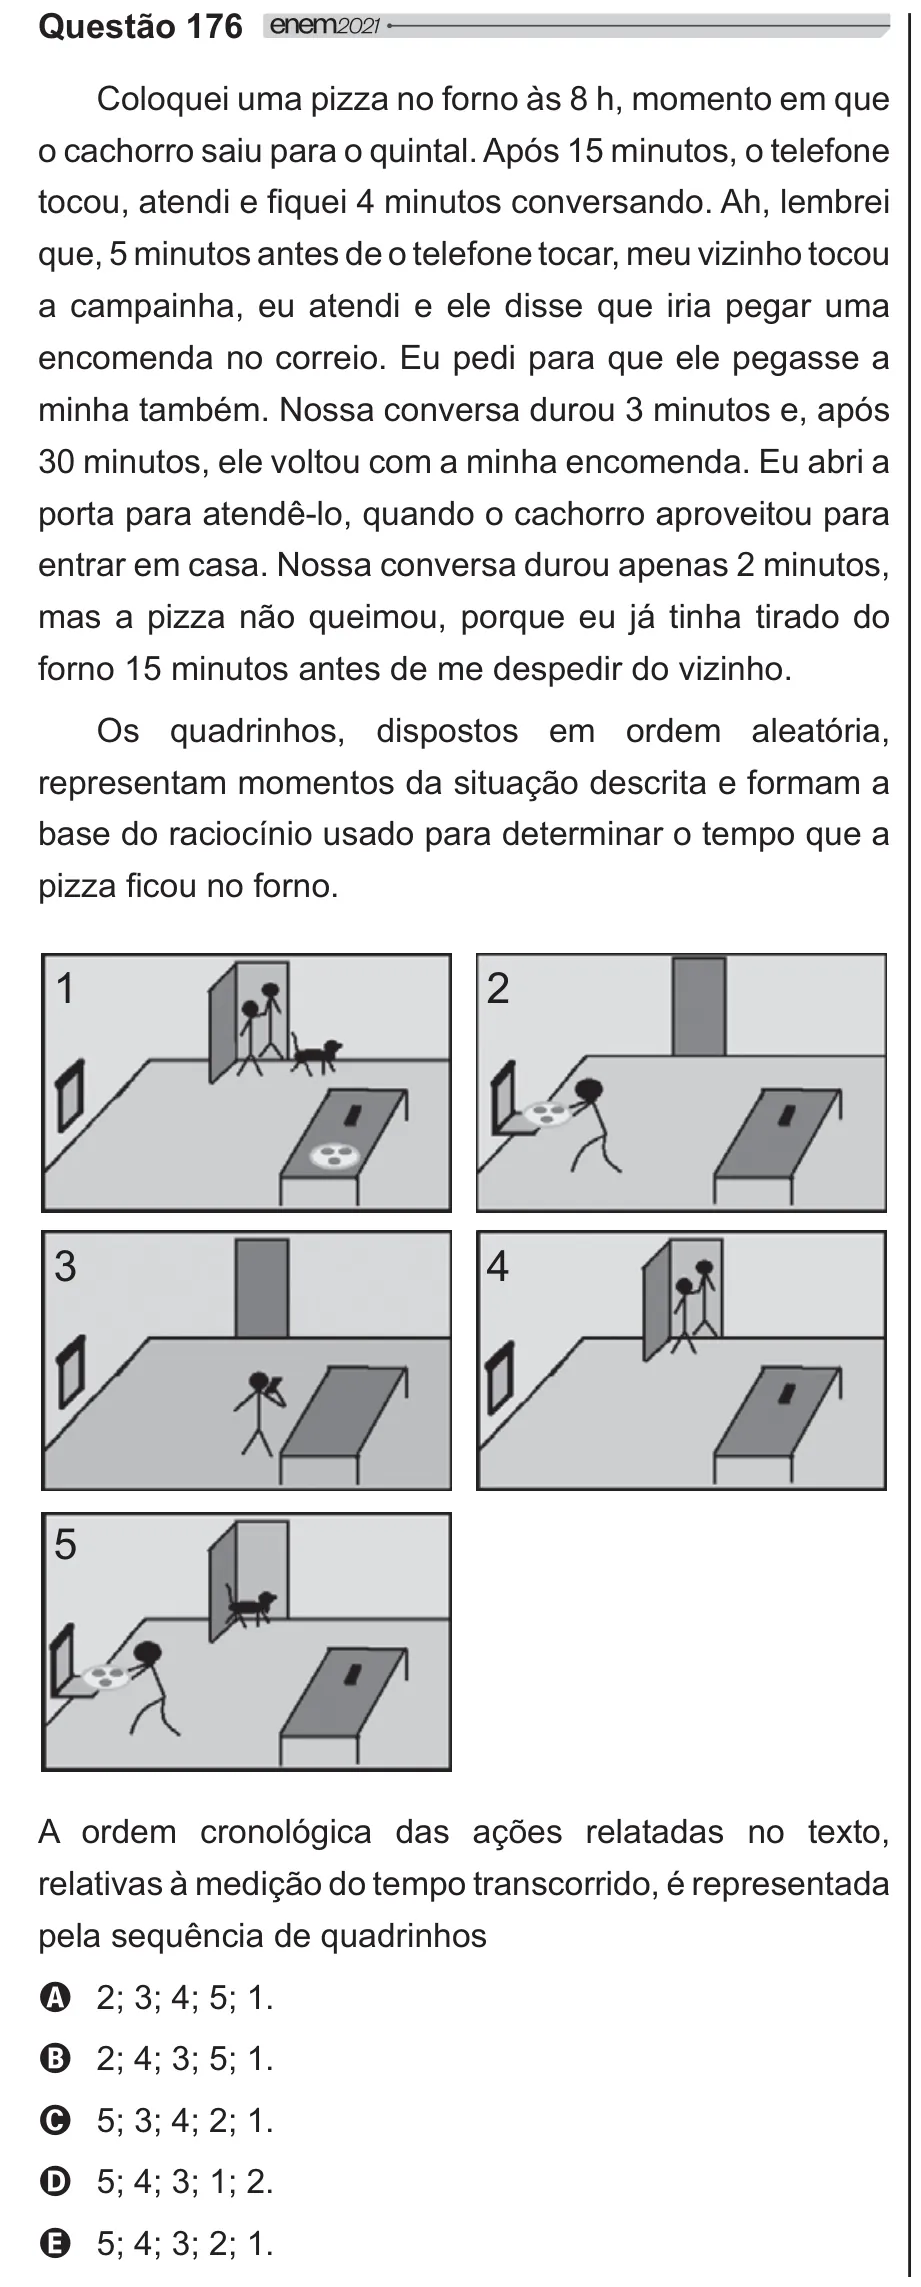 Questão 176 enem2021
Coloquei uma pizza no forno às 8 h, momento em que
o cachorro saiu para o quintal. Após 15 minutos, o telefone
tocou, atendi e fiquei 4 minutos conversando. Ah, lembrei
que, 5 minutos antes de o telefone tocar, meu vizinho tocou
a campainha, eu atendi e ele disse que iria pegar uma
encomenda no correio. Eu pedi para que ele pegasse a
minha também. Nossa conversa durou 3 minutos e, após
30 minutos, ele voltou com a minha encomenda. Eu abri a
porta para atendê-lo, quando o cachorro aproveitou para
entrar em casa. Nossa conversa durou apenas 2 minutos,
mas a pizza não queimou, porque eu já tinha tirado do
forno 15 minutos antes de me despedir do vizinho.
Os quadrinhos, dispostos em ordem aleatória,
representam momentos da situação descrita e formam a
base do raciocínio usado para determinar o tempo que a
pizza ficou no forno.
1
2
3
4
5
A ordem cronológica das ações relatadas no texto,
relativas à medição do tempo transcorrido, é representada
pela sequência de quadrinhos
A 2; 3; 4; 5; 1.
B 2; 4; 3; 5; 1.
C 5; 3; 4; 2; 1.
D 5; 4; 3; 1; 2.
E 5; 4; 3; 2; 1.